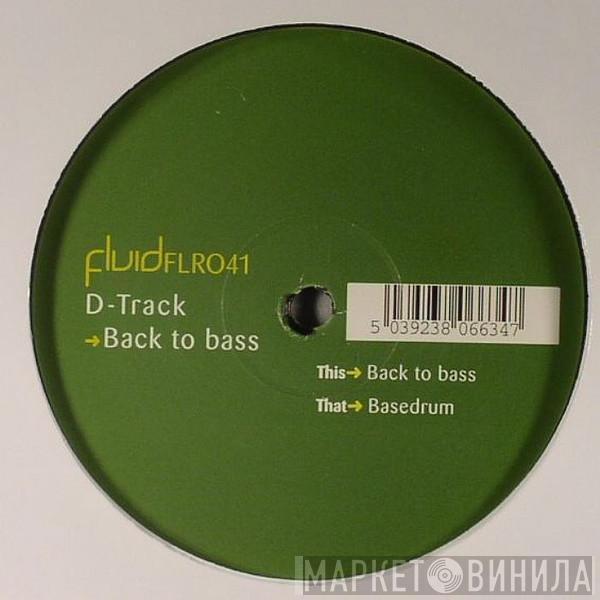 fluidFLR041
D-Track
→Back to bass
5 039238 066347
This→ Back to bass
That→ Basedrum
МАРКЕТ ВИНИЛА